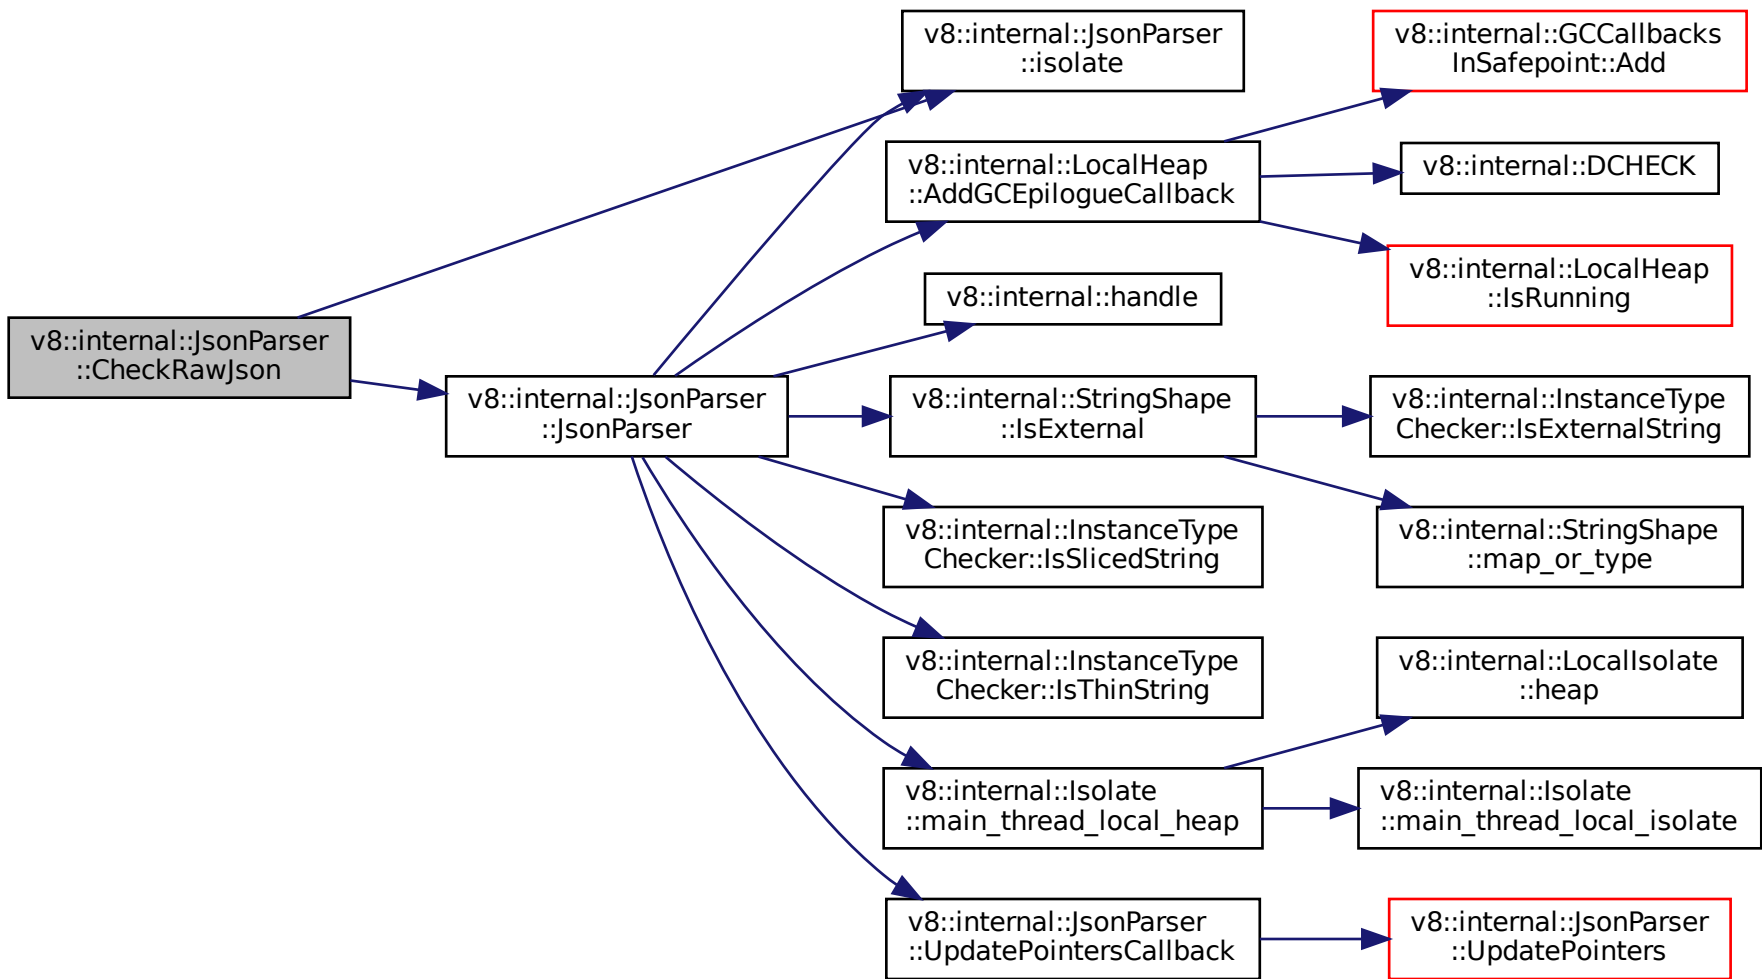 v8::internal::JsonParser
::CheckRawJson
v8::internal::JsonParser
::isolate
v8::internal::JsonParser
::JsonParser
v8::internal::LocalHeap
::AddGCEpilogueCallback
v8::internal::GCCallbacks
InSafepoint::Add
v8::internal::DCHECK
v8::internal::LocalHeap
::IsRunning
v8::internal::handle
v8::internal::StringShape
::IsExternal
v8::internal::InstanceType
Checker::IsExternalString
v8::internal::StringShape
::map_or_type
v8::internal::InstanceType
Checker::IsSlicedString
v8::internal::InstanceType
Checker::IsThinString
v8::internal::Isolate
::main_thread_local_heap
v8::internal::LocalIsolate
::heap
v8::internal::Isolate
::main_thread_local_isolate
v8::internal::JsonParser
::UpdatePointersCallback
v8::internal::JsonParser
::UpdatePointers